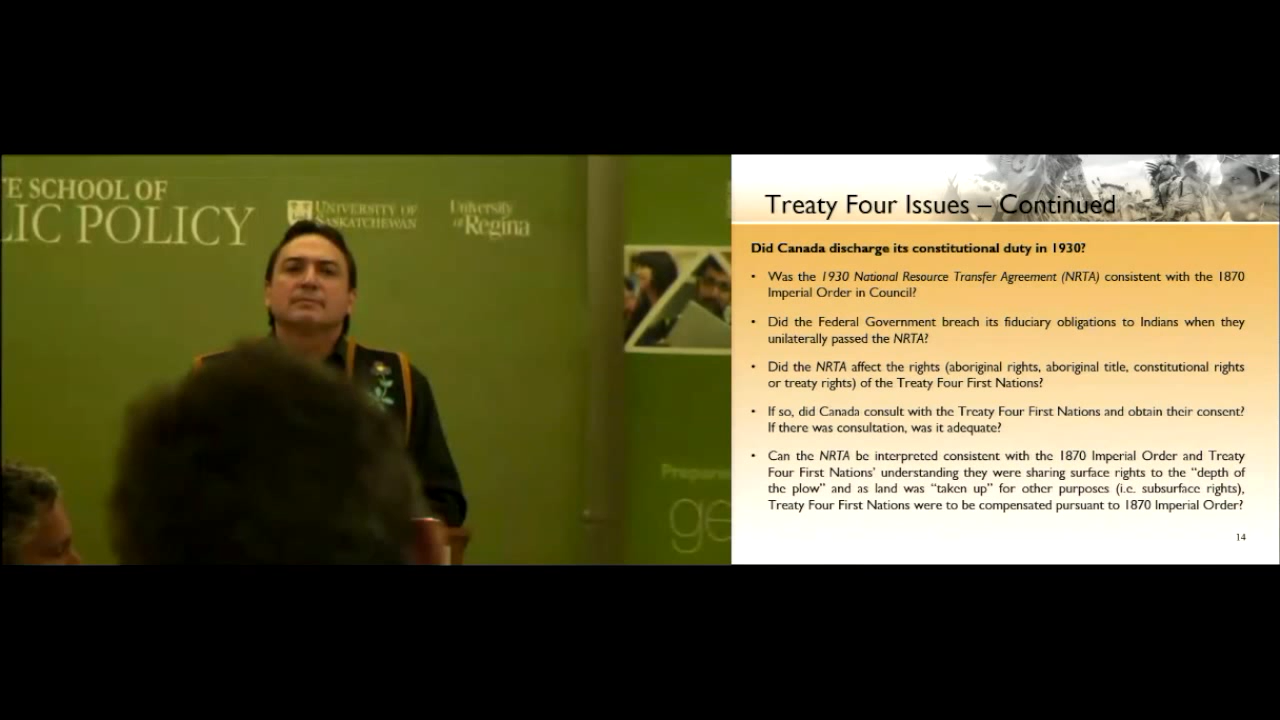 TE SCHOOL OF
LIC POLICY
UNIVERSITY OF
SASKATCHEWAN
University
of Regina
Prepari
ge
Treaty Four Issues – Continued
Did Canada discharge its constitutional duty in 1930?
• Was the 1930 National Resource Transfer Agreement (NRTA) consistent with the 1870
Imperial Order in Council?
• Did the Federal Government breach its fiduciary obligations to Indians when they
unilaterally passed the NRTA?
• Did the NRTA affect the rights (aboriginal rights, aboriginal title, constitutional rights
or treaty rights) of the Treaty Four First Nations?
• If so, did Canada consult with the Treaty Four First Nations and obtain their consent?
If there was consultation, was it adequate?
• Can the NRTA be interpreted consistent with the 1870 Imperial Order and Treaty
Four First Nations' understanding they were sharing surface rights to the “depth of
the plow” and as land was “taken up” for other purposes (i.e. subsurface rights),
Treaty Four First Nations were to be compensated pursuant to 1870 Imperial Order?
14